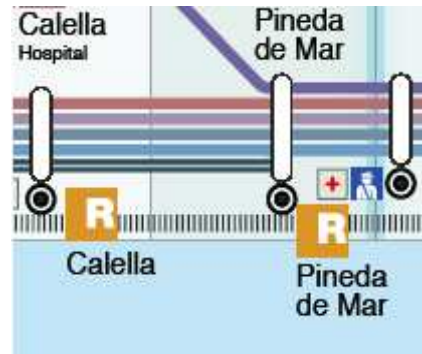 Calella
Hospital
Pineda
de Mar
R
Calella
R
Pineda
de Mar